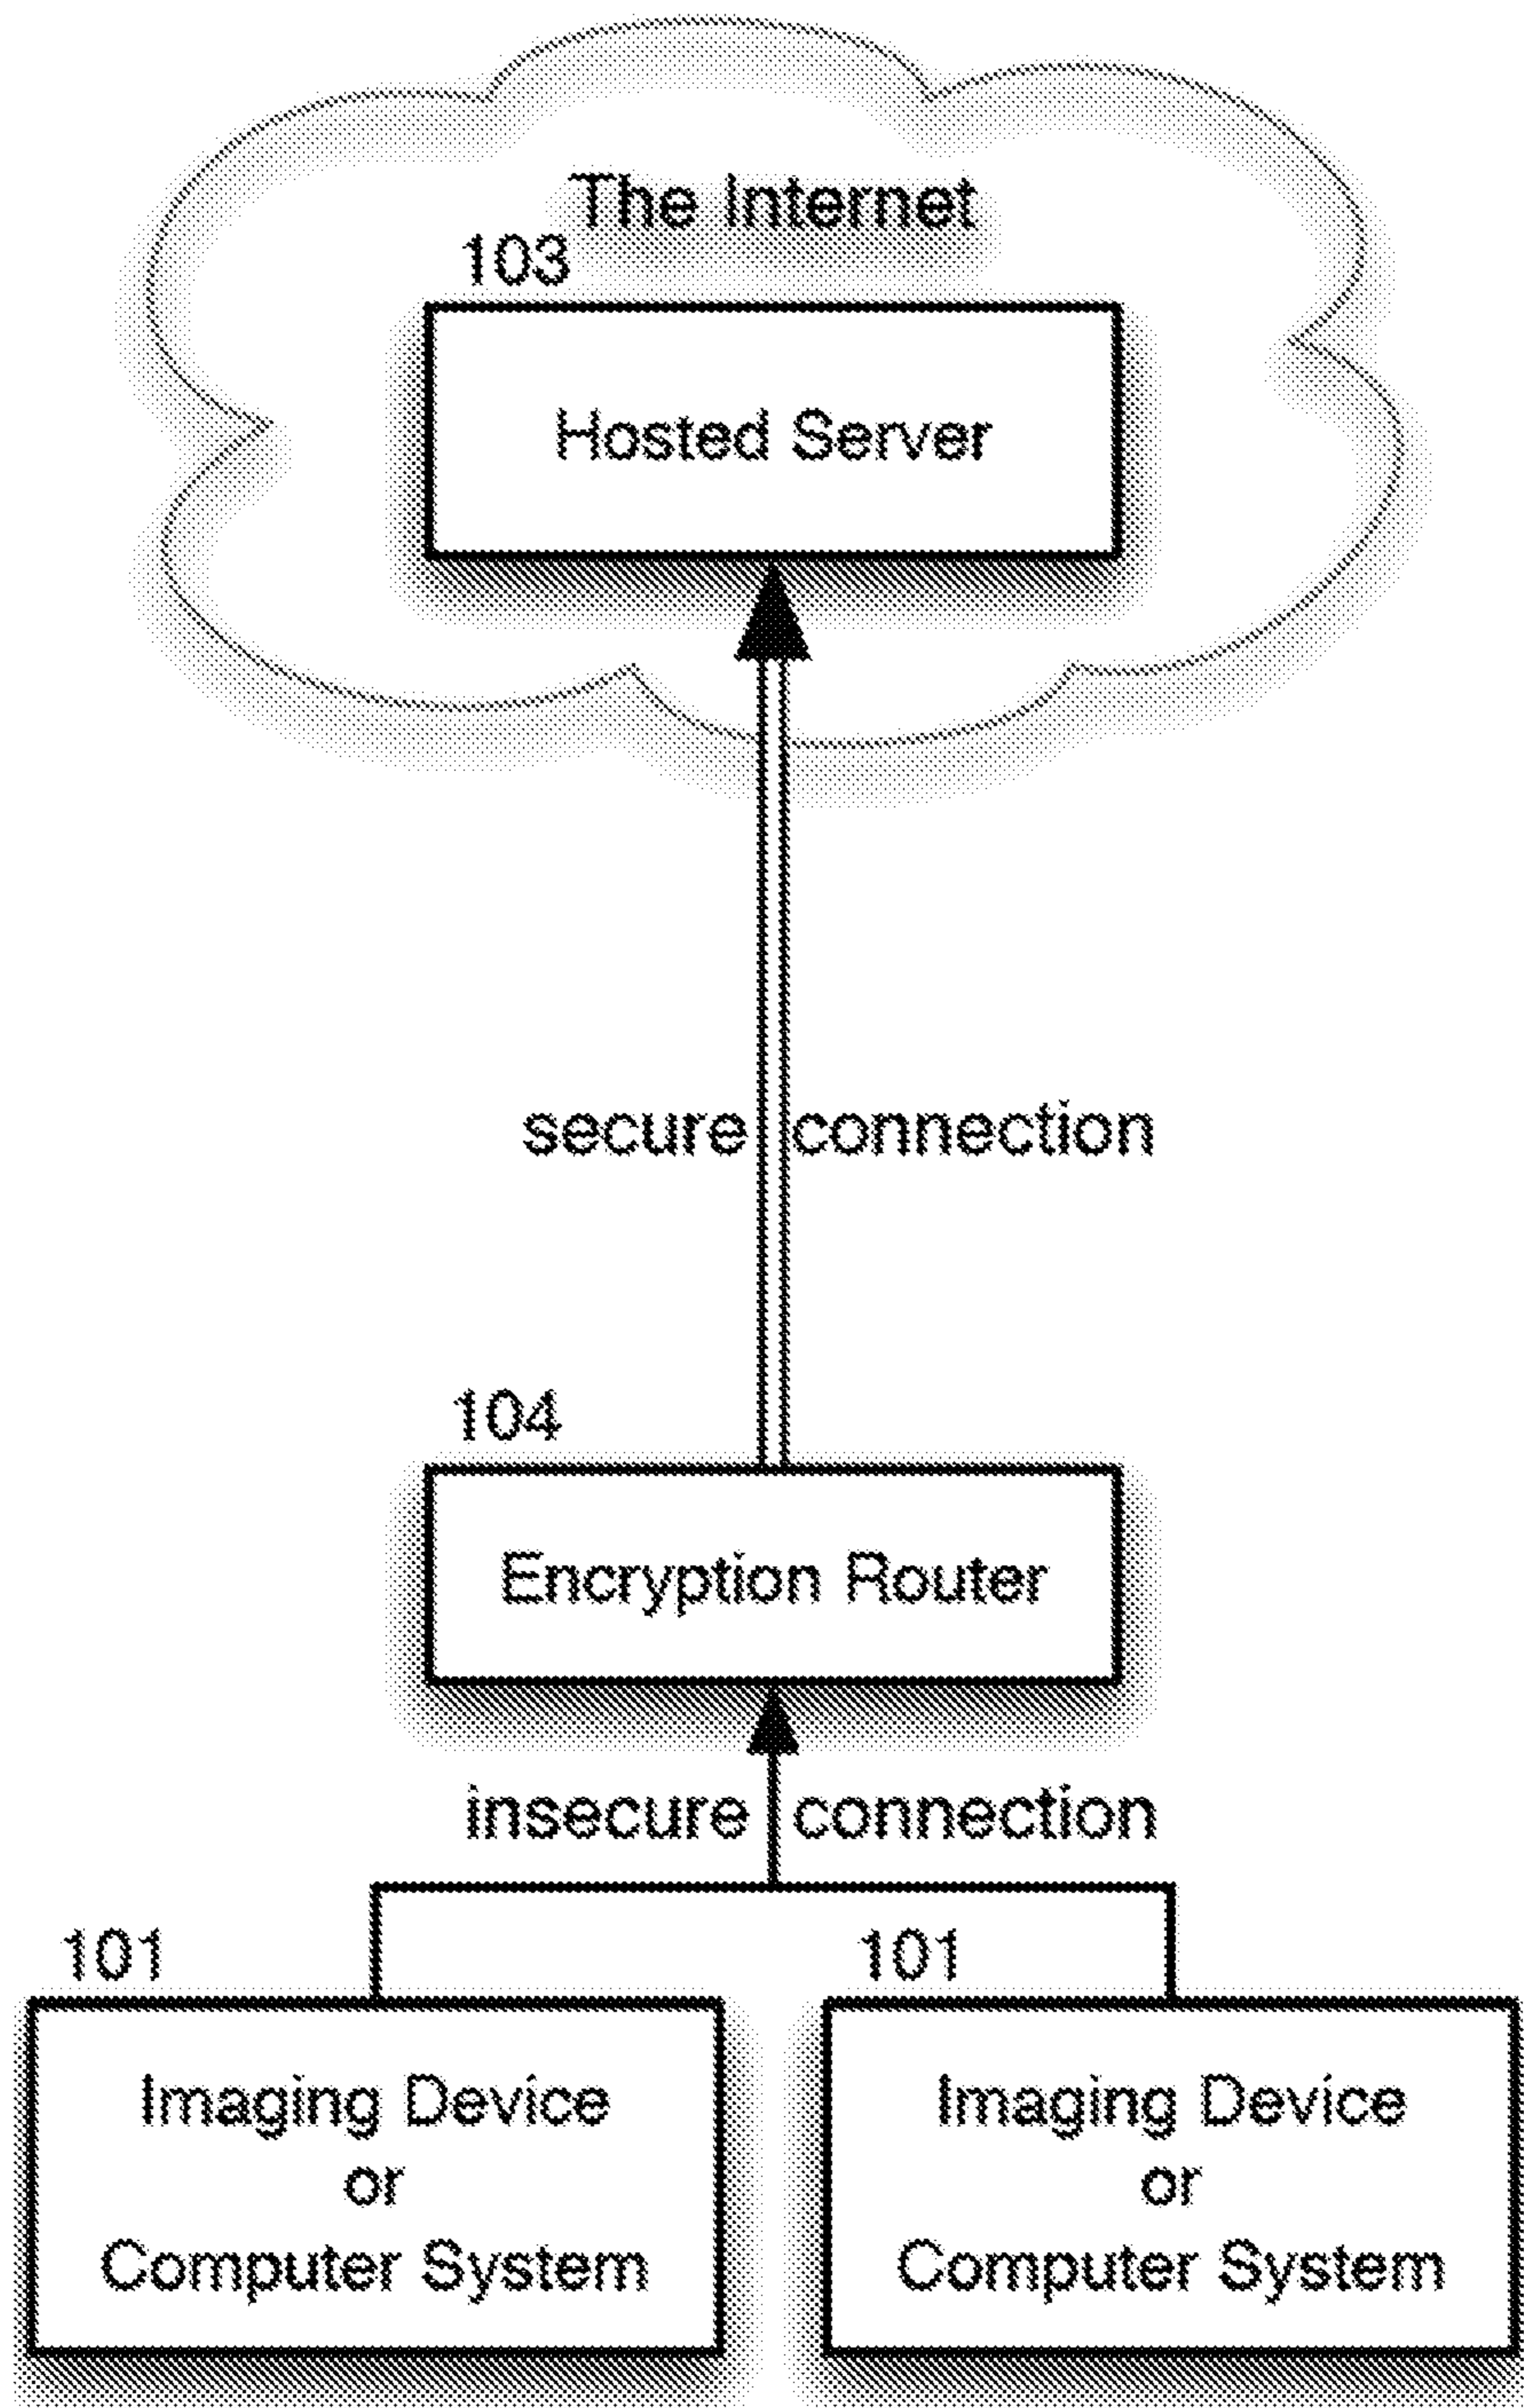 The Internet
103
Hosted Server
secure connection
104
Encryption Router
insecure connection
101
101
Imaging Device
or
Computer System
Imaging Device
or
Computer System